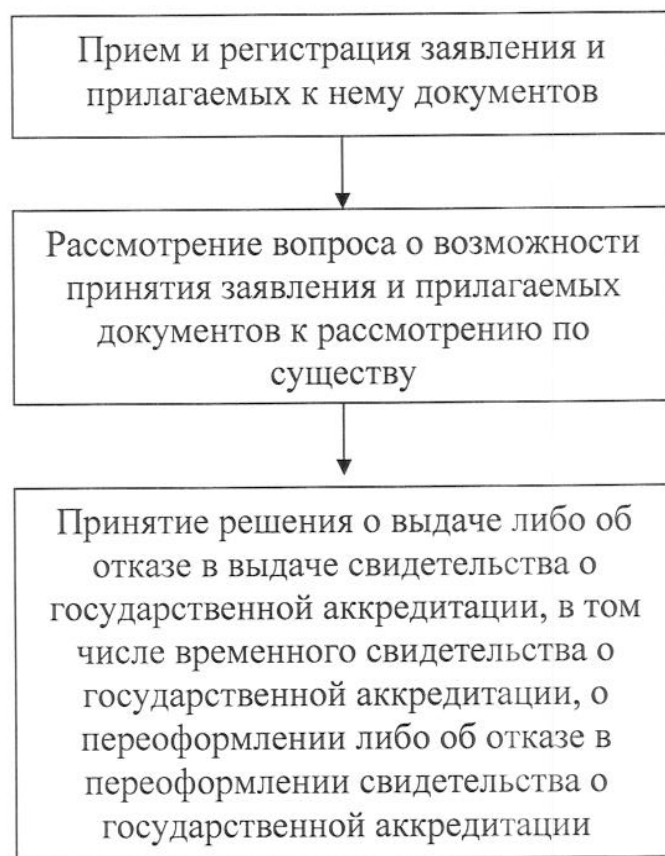 Прием и регистрация заявления и
прилагаемых к нему документов
Рассмотрение вопроса о возможности
принятия заявления и прилагаемых
документов к рассмотрению по
существу
Принятие решения о выдаче либо об
отказе в выдаче свидетельства о
государственной аккредитации, в том
числе временного свидетельства о
государственной аккредитации, о
переоформлении либо об отказе в
переоформлении свидетельства о
государственной аккредитации